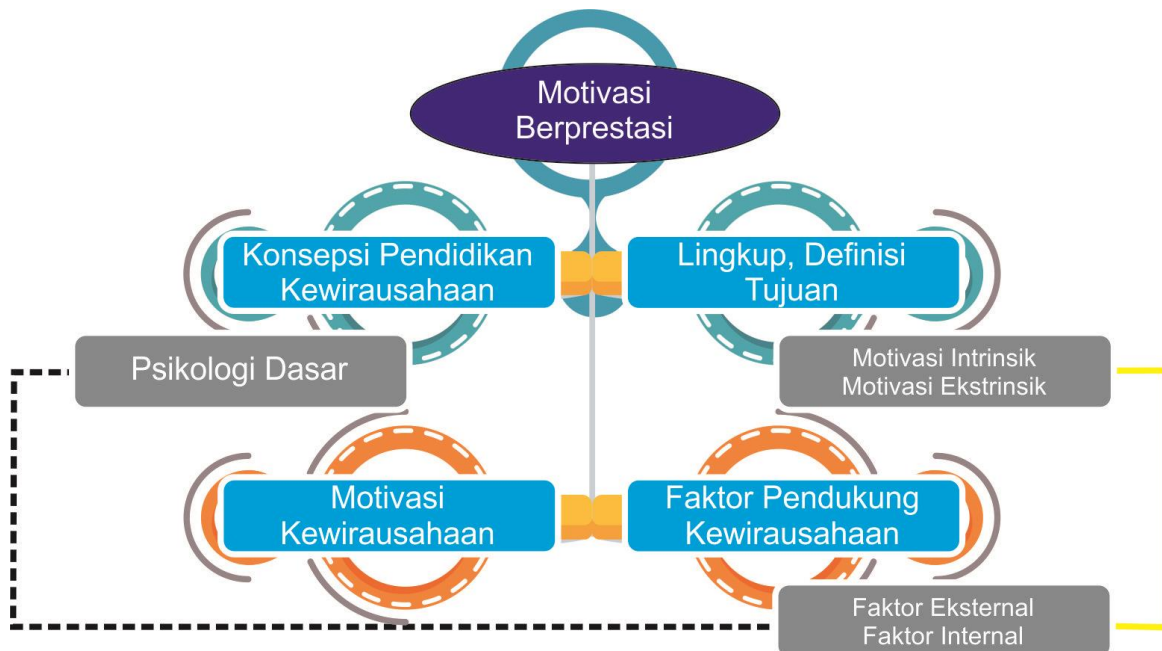 Motivasi
Berprestasi
Konsepsi Pendidikan
Kewirausahaan
Lingkup, Definisi
Tujuan
Psikologi Dasar
Motivasi Intrinsik
Motivasi Ekstrinsik
Motivasi
Kewirausahaan
Faktor Pendukung
Kewirausahaan
Faktor Eksternal
Faktor Internal